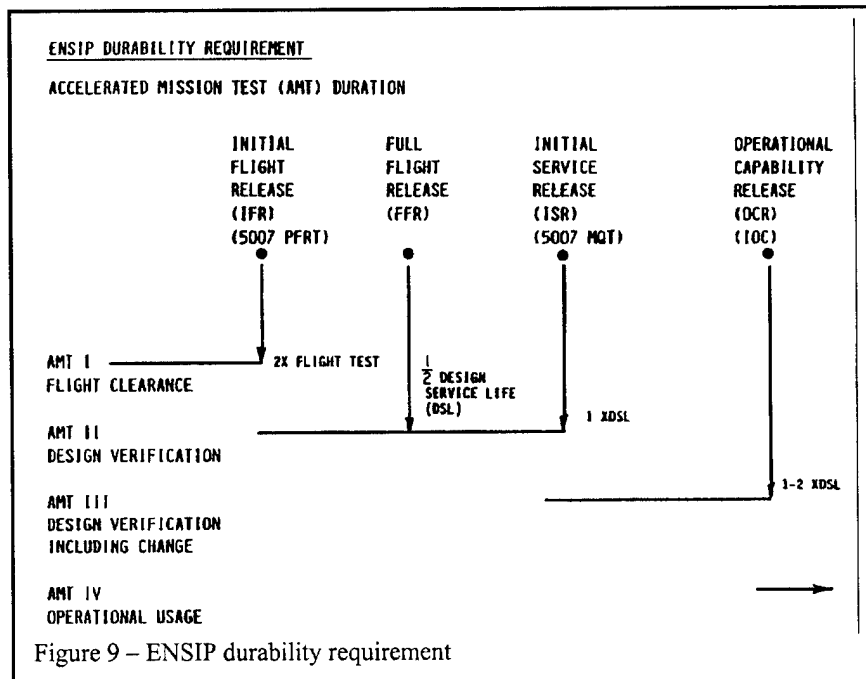 ENSIP DURABILITY REQUIREMENT
ACCELERATED MISSION TEST (AMT) DURATION
INITIAL
FLIGHT
RELEASE
(IFR)
(5007 PFRT)
FULL
FLIGHT
RELEASE
(FFR)
INITIAL
SERVICE
RELEASE
(ISR)
(5007 MQT)
OPERATIONAL
CAPABILITY
RELEASE
(OCR)
(IOC)
AMT I
FLIGHT CLEARANCE
2X FLIGHT TEST
1/2 DESIGN
SERVICE LIFE
(DSL)
AMT II
DESIGN VERIFICATION
1 XDSL
AMT III
DESIGN VERIFICATION
INCLUDING CHANGE
1-2 XDSL
AMT IV
OPERATIONAL USAGE
Figure 9 – ENSIP durability requirement